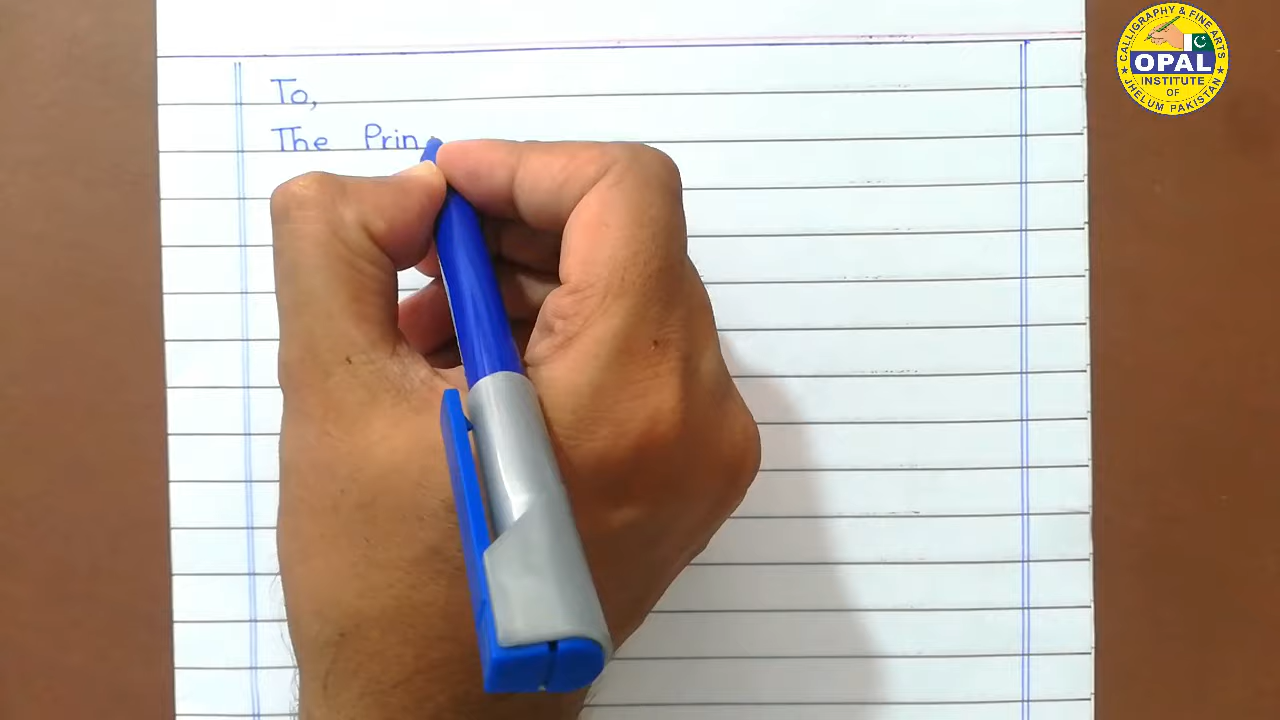 To,
The Prin
CALLIGRAPHY & FINE ARTS
OPAL
INSTITUTE
OF
JHELUM PAKISTAN